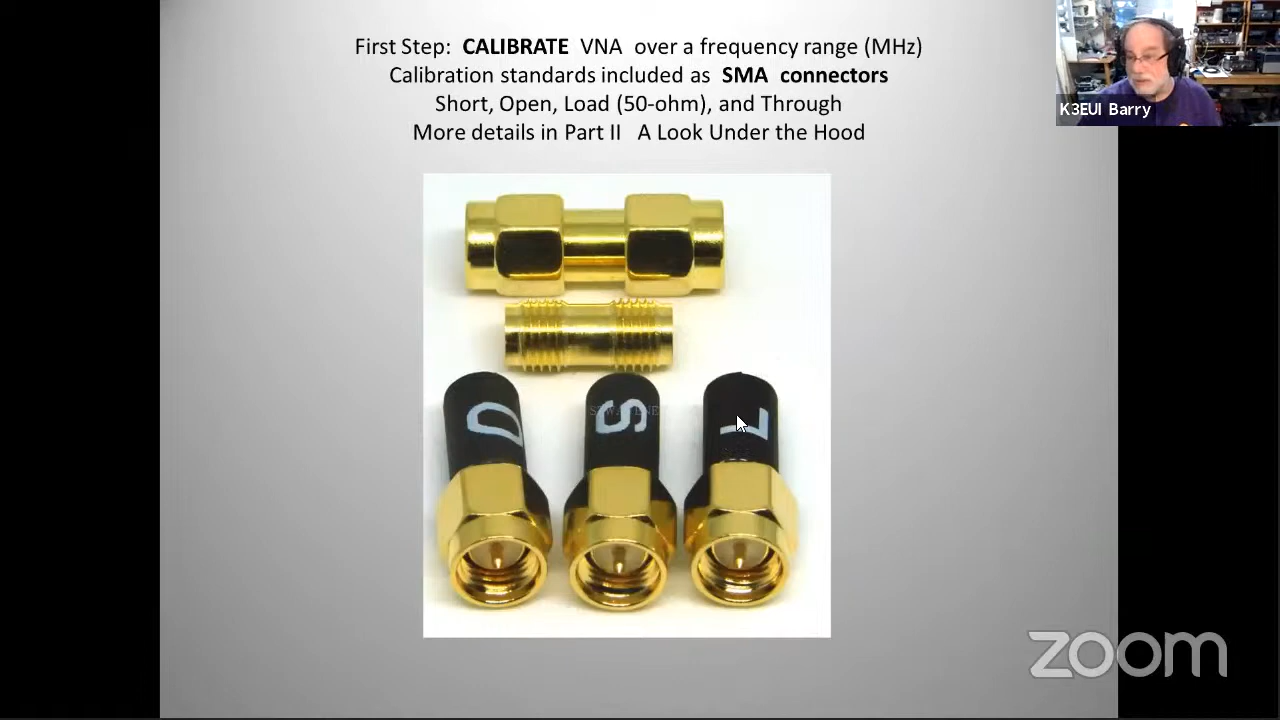 First Step: CALIBRATE VNA over a frequency range (MHz)
Calibration standards included as SMA connectors
Short, Open, Load (50-ohm), and Through
More details in Part II A Look Under the Hood
K3EUI Barry
O
S
L
zoom